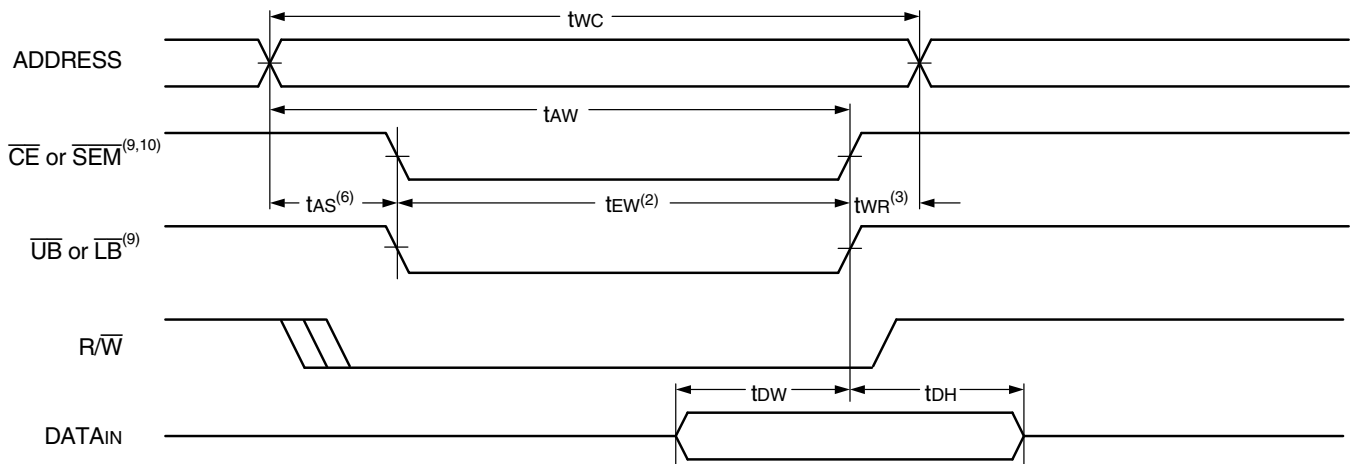 tWC
ADDRESS
tAW
CE or SEM(9,10)
tAS(6)
tEW(2)
tWR(3)
UB or LB(9)
R/W
tDW
tDH
DATAIN